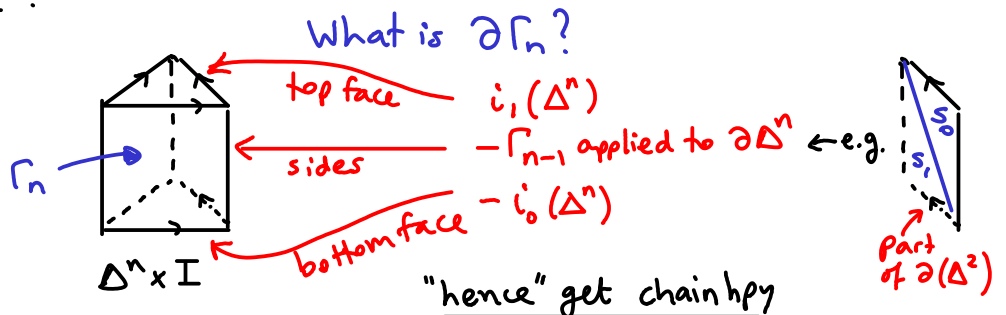 What is ∂Γₙ?
top face
i₁(Δⁿ)
Γₙ
sides
− Γₙ₋₁ applied to ∂Δⁿ ← e.g.
S₀
S₁
bottom face
− i₀(Δⁿ)
Δⁿ × I
part
of ∂(Δ²)
"hence" get chain hpy